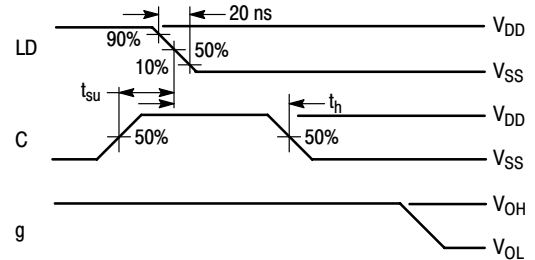 20 ns
V_DD
LD
90%
50%
10%
V_SS
t_su
t_h
V_DD
C
50%
50%
V_SS
V_OH
g
V_OL